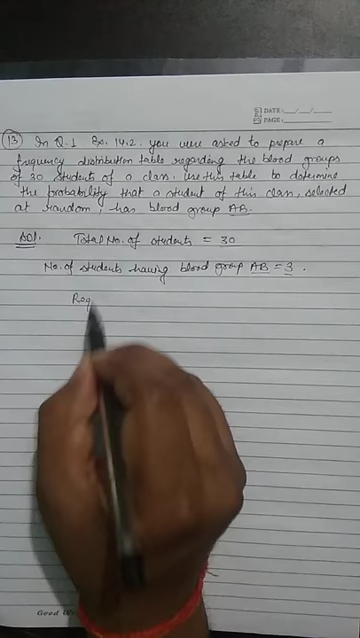 DATE: __/__/__
PAGE:
(13) In Q.1 Ex. 14.2, you were asked to prepare a
frequency distribution table regarding the blood groups
of 30 students of a class. Use this table to determine
the probability that a student of this class, selected
at random, has blood group AB.
Sol. Total No. of students = 30
No. of students having blood group AB = 3.
Req
Good